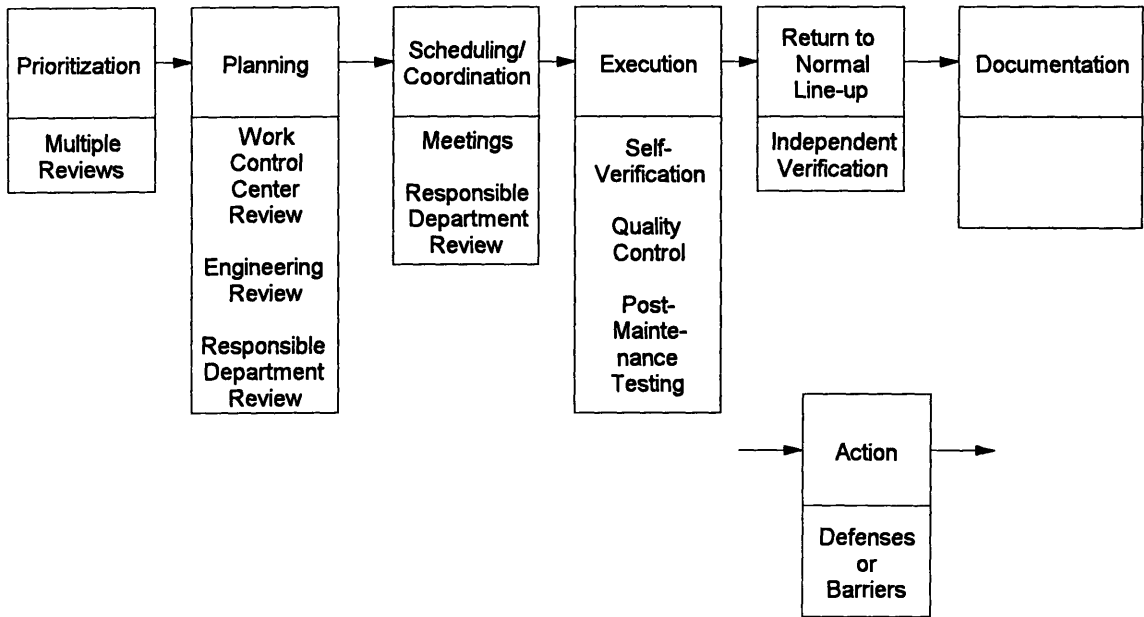 Prioritization
Multiple
Reviews
Planning
Work
Control
Center
Review
Engineering
Review
Responsible
Department
Review
Scheduling/
Coordination
Meetings
Responsible
Department
Review
Execution
Self-
Verification
Quality
Control
Post-
Mainte-
nance
Testing
Return to
Normal
Line-up
Independent
Verification
Documentation
Action
Defenses
or
Barriers